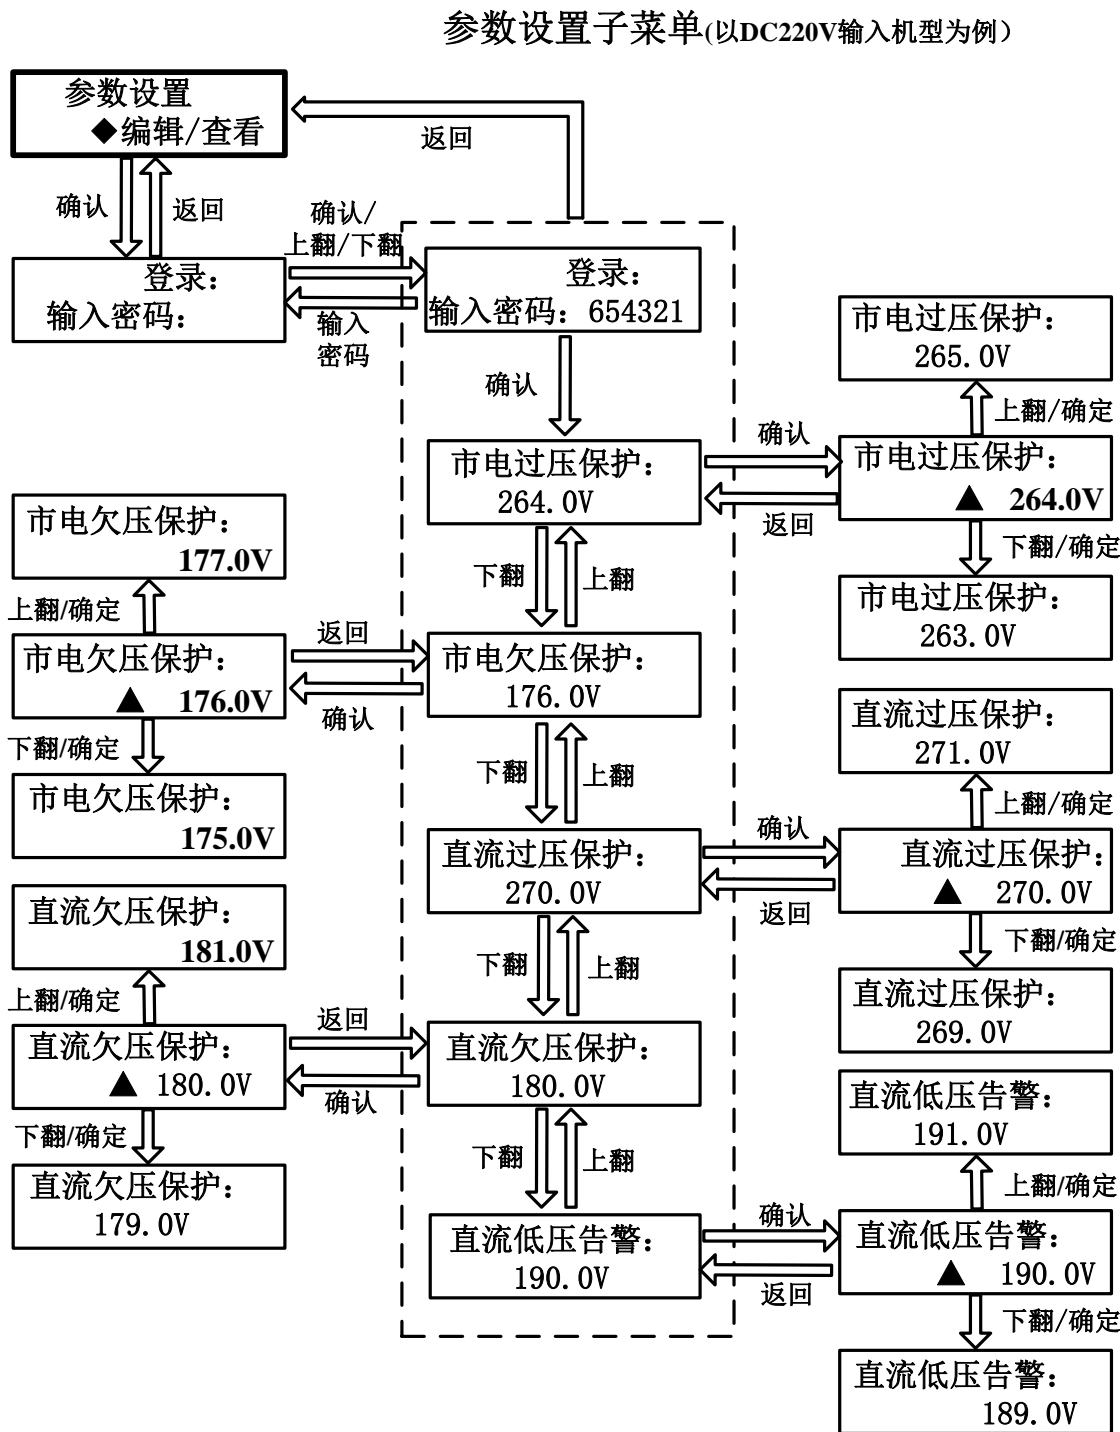 参数设置子菜单(以DC220V输入机型为例)
参数设置
◆编辑/查看
返回
确认
返回
确认/
上翻/下翻
登录:
输入密码:
登录:
输入密码: 654321
输入
密码
确认
市电过压保护:
265.0V
上翻/确定
市电过压保护:
264.0V
确认
返回
市电过压保护:
▲ 264.0V
下翻/确定
市电过压保护:
263.0V
下翻
上翻
市电欠压保护:
177.0V
上翻/确定
市电欠压保护:
▲ 176.0V
返回
确认
市电欠压保护:
176.0V
下翻/确定
市电欠压保护:
175.0V
下翻
上翻
直流过压保护:
271.0V
上翻/确定
直流过压保护:
270.0V
确认
返回
直流过压保护:
▲ 270.0V
下翻/确定
直流过压保护:
269.0V
下翻
上翻
直流欠压保护:
181.0V
上翻/确定
直流欠压保护:
▲ 180.0V
返回
确认
直流欠压保护:
180.0V
下翻/确定
直流欠压保护:
179.0V
下翻
上翻
直流低压告警:
191.0V
上翻/确定
直流低压告警:
190.0V
确认
返回
直流低压告警:
▲ 190.0V
下翻/确定
直流低压告警:
189.0V